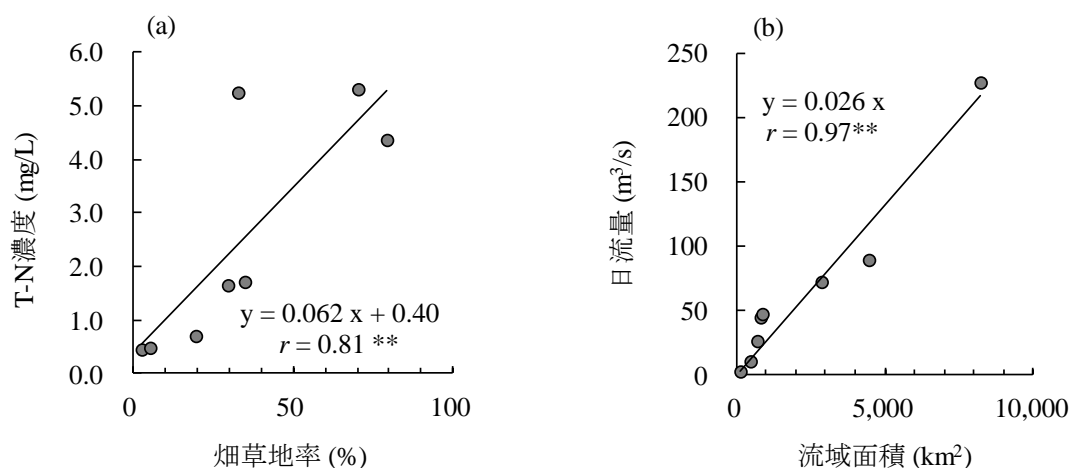 (a)
6.0
5.0
4.0
3.0
2.0
1.0
0.0
T-N濃度 (mg/L)
y = 0.062 x + 0.40
r = 0.81 **
0 50 100
畑草地率 (%)
(b)
250
200
150
100
50
0
日流量 (m³/s)
y = 0.026 x
r = 0.97**
0 5,000 10,000
流域面積 (km²)